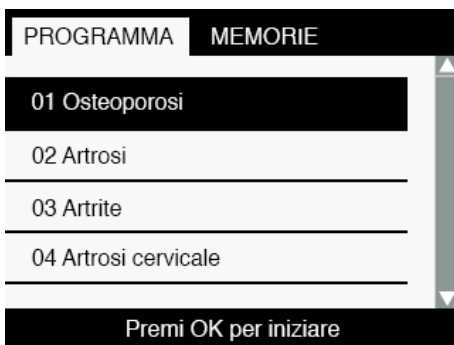 PROGRAMMA MEMORIE
01 Osteoporosi
02 Artrosi
03 Artrite
04 Artrosi cervicale
Premi OK per iniziare